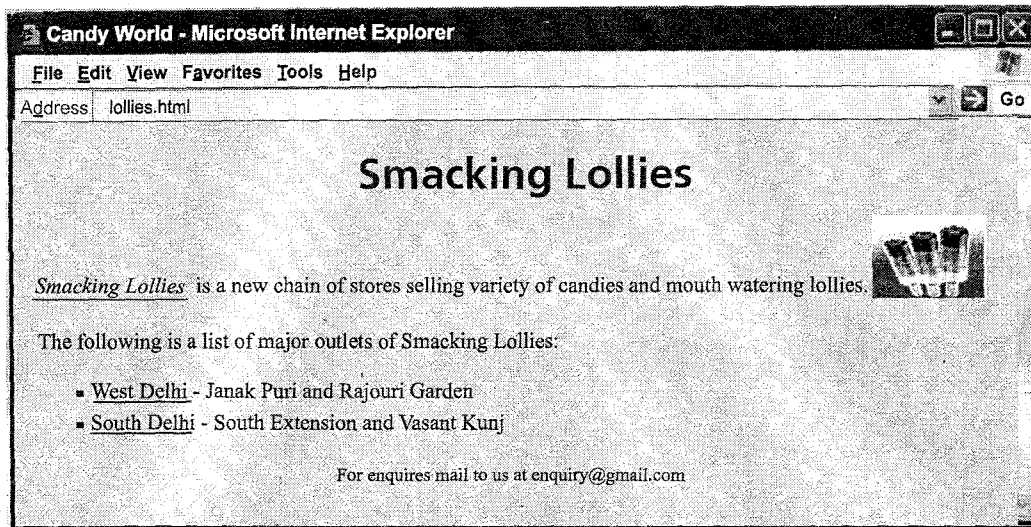 Candy World - Microsoft Internet Explorer
File Edit View Favorites Tools Help
Address lollies.html Go
Smacking Lollies
Smacking Lollies is a new chain of stores selling variety of candies and mouth watering lollies.
The following is a list of major outlets of Smacking Lollies:
▪ West Delhi - Janak Puri and Rajouri Garden
▪ South Delhi - South Extension and Vasant Kunj
For enquires mail to us at enquiry@gmail.com